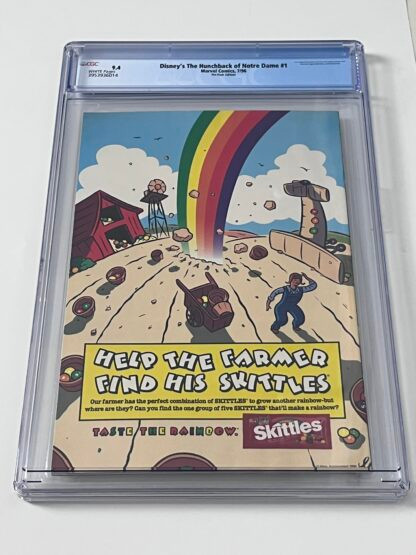 CGC 9.4
WHITE Pages
Disney's The Hunchback of Notre Dame #1
Marvel Comics, 7/96
HELP THE FARMER
FIND HIS SKITTLES
Our farmer has the perfect combination of SKITTLES to grow another rainbow-but
where are they? Can you find the one group of five SKITTLES that'll make a rainbow?
TASTE THE RAINBOW.
Skittles